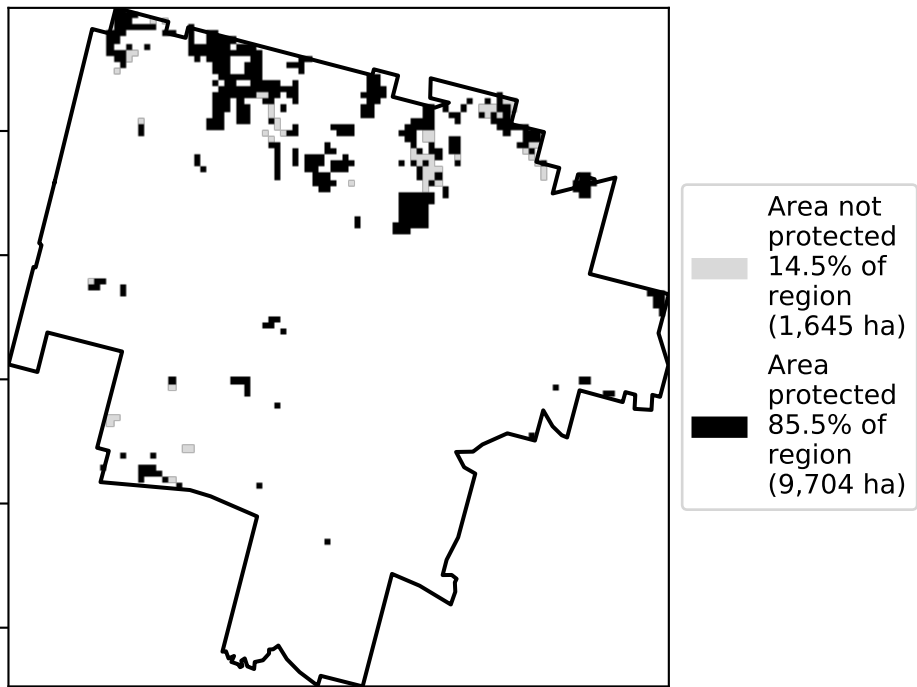 Area not
protected
14.5% of
region
(1,645 ha)
Area
protected
85.5% of
region
(9,704 ha)